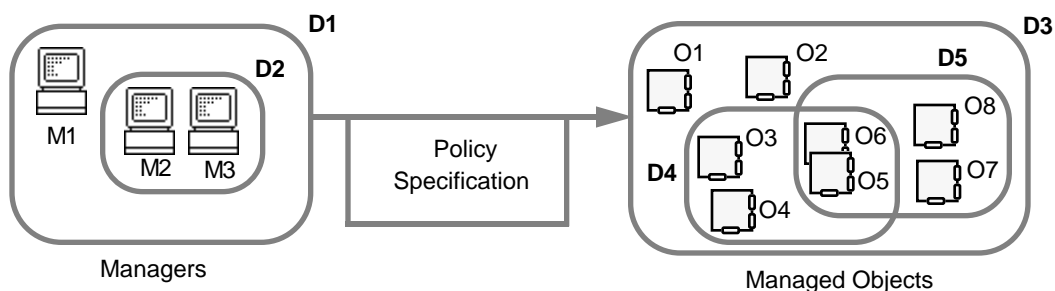 D1
D2
M1
M2
M3
Managers
Policy
Specification
D3
O1
O2
D5
O8
O3
O6
D4
O5
O7
O4
Managed Objects